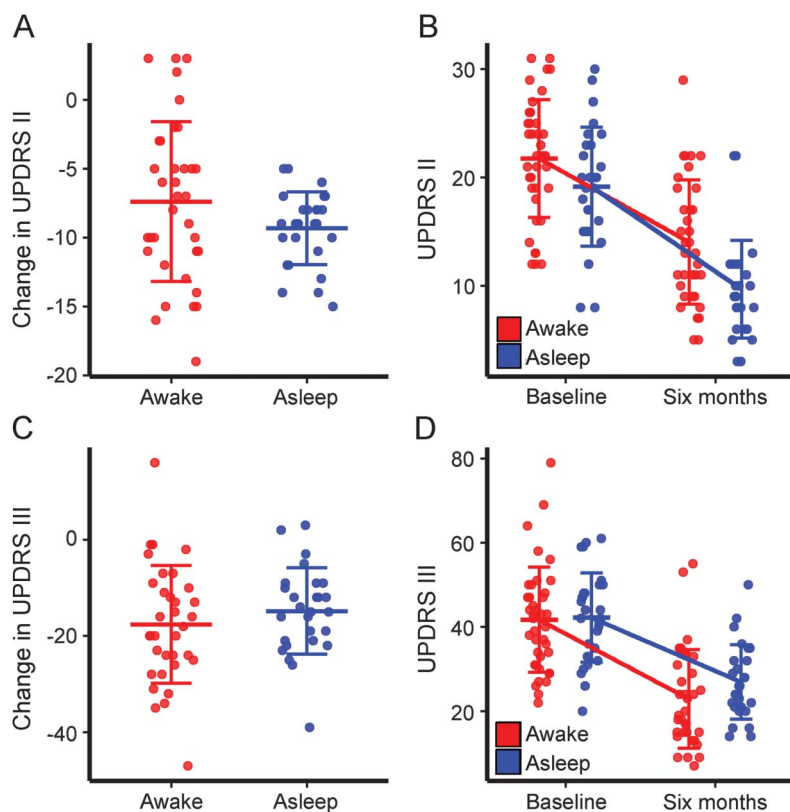 A
Change in UPDRS II
0
-5
-10
-15
-20
Awake
Asleep
B
UPDRS II
30
20
10
Awake
Asleep
Baseline
Six months
C
Change in UPDRS III
0
-20
-40
Awake
Asleep
D
UPDRS III
80
60
40
20
Awake
Asleep
Baseline
Six months